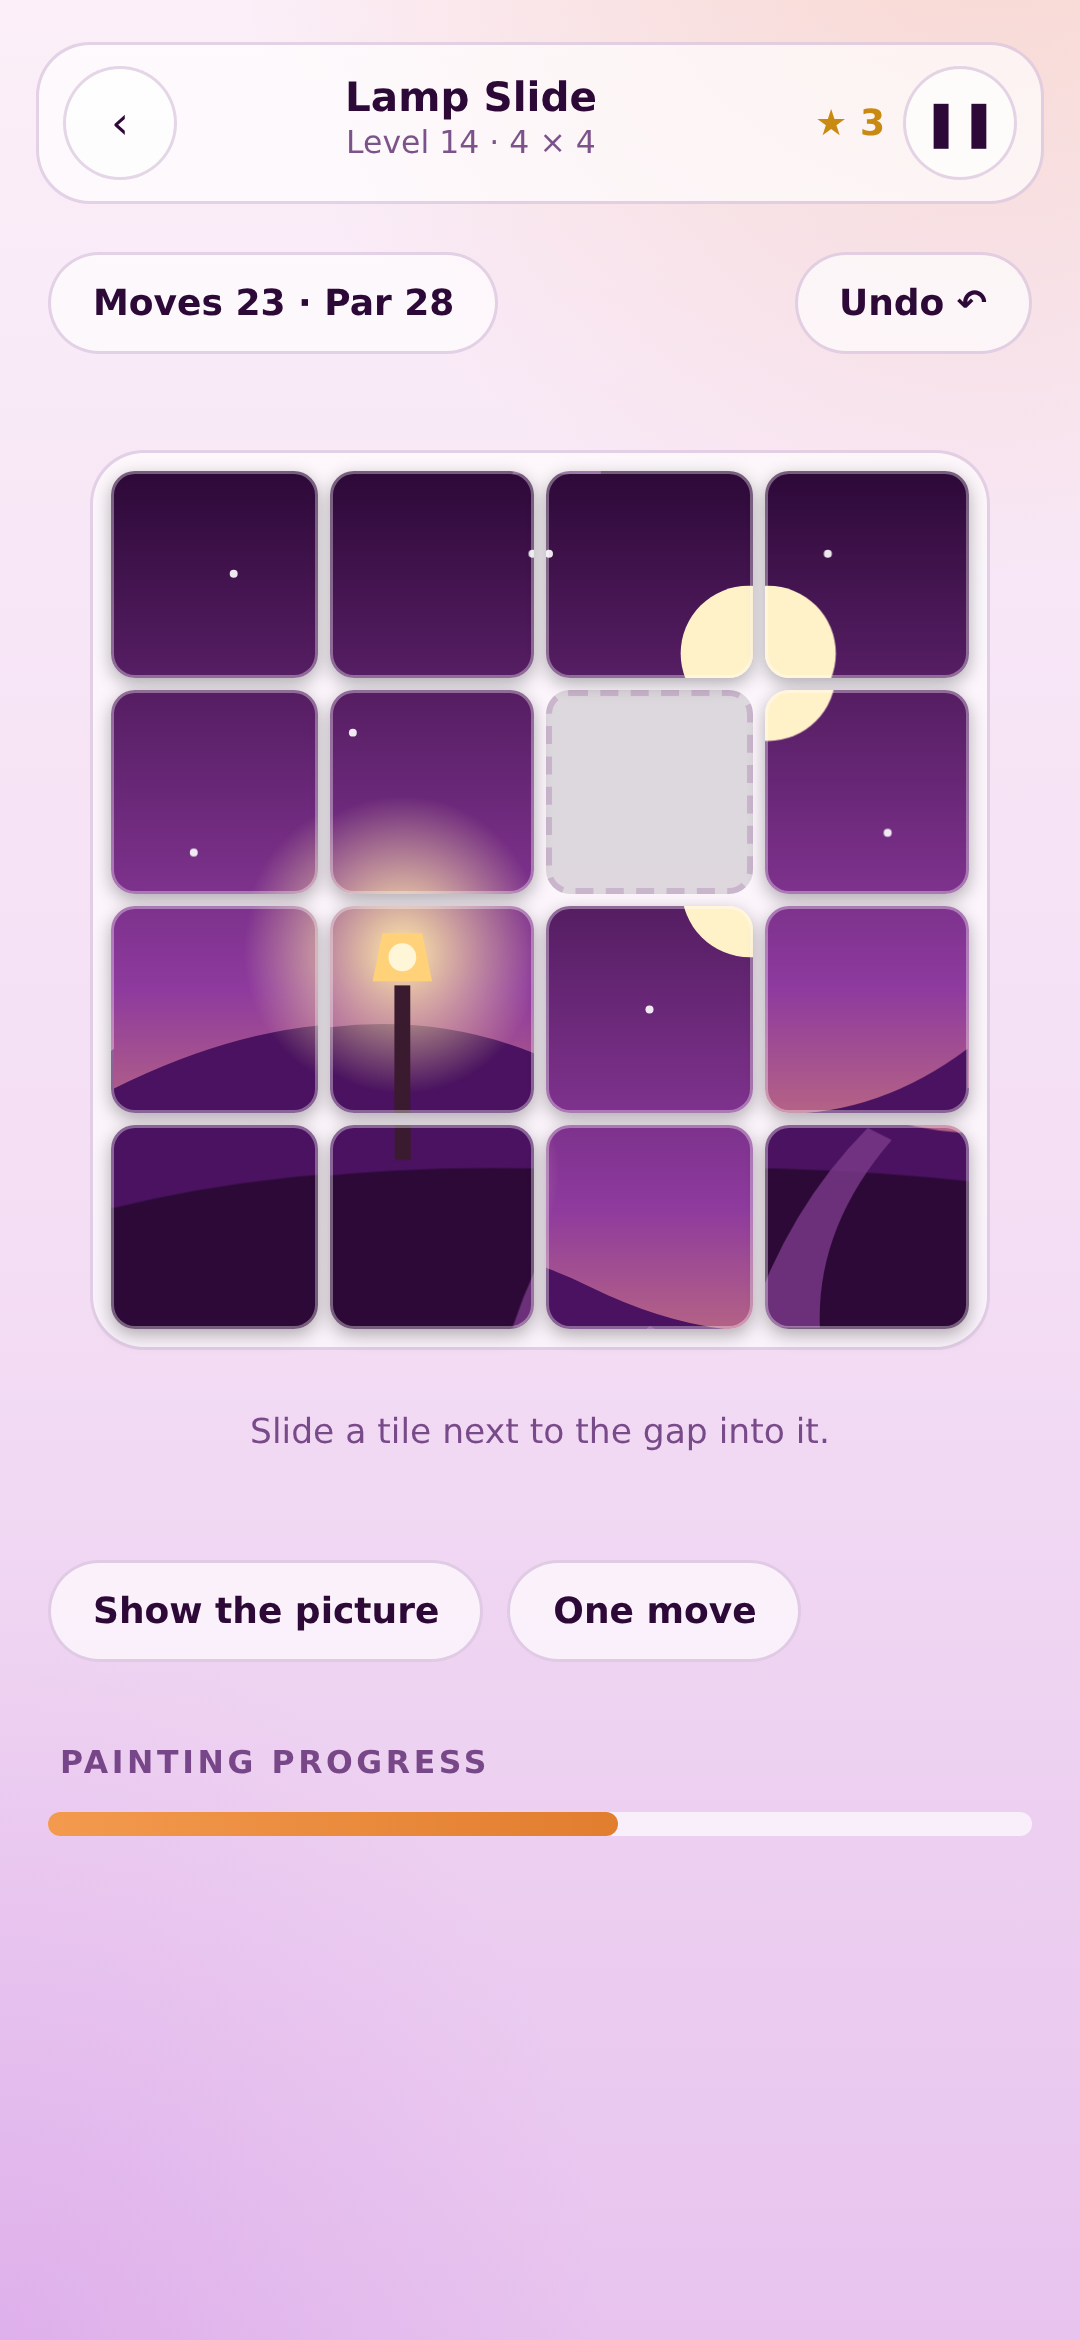 ‹
Lamp Slide
Level 14 · 4 × 4
★ 3
Moves 23 · Par 28
Undo ↶
Slide a tile next to the gap into it.
Show the picture
One move
PAINTING PROGRESS